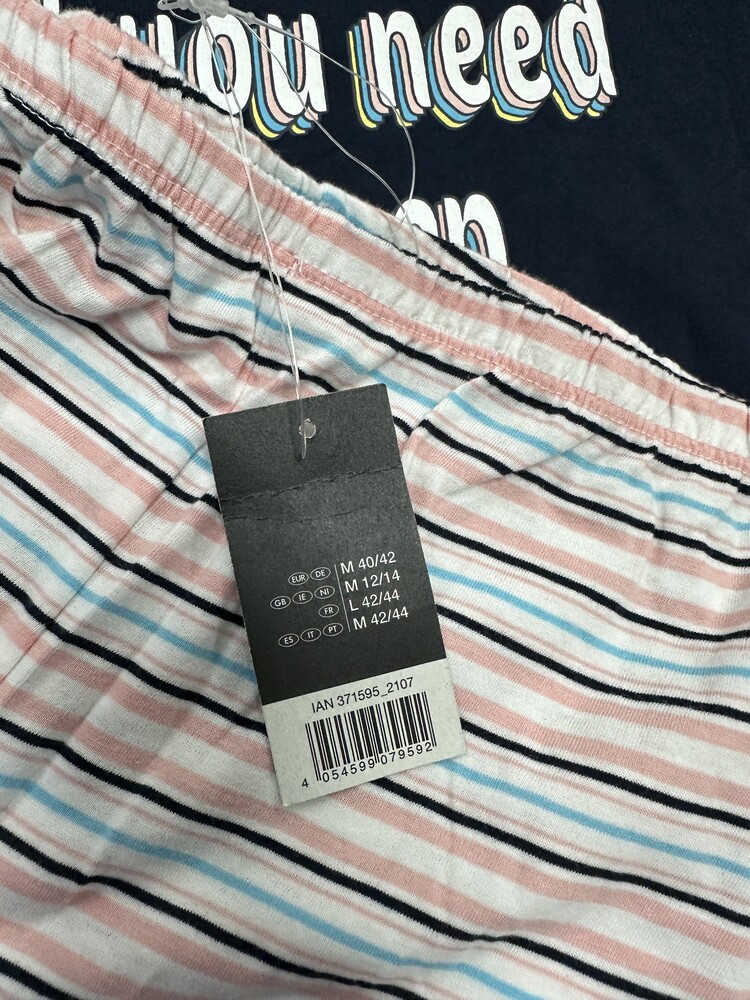 you need
EUR DE M 40/42
GB IE NI M 12/14
FR L 42/44
ES IT PT M 42/44
IAN 371595_2107
4 054599 079592